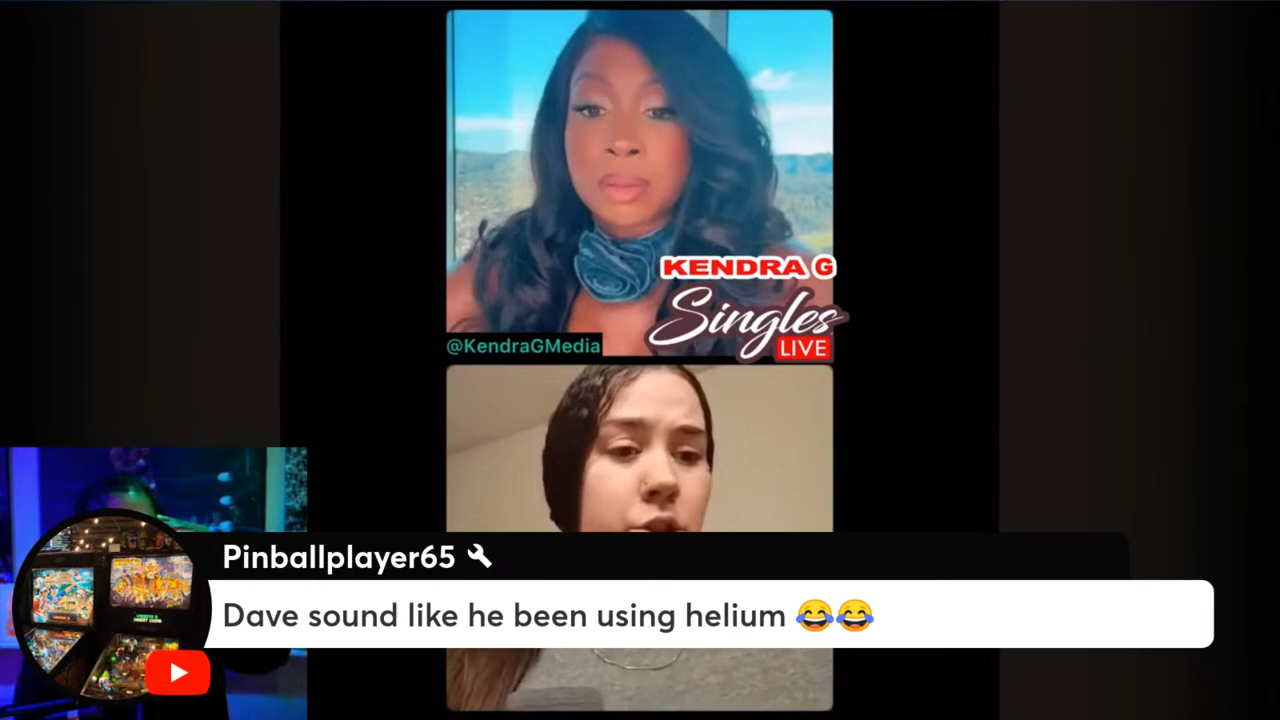 KENDRA G
Singles
LIVE
@KendraGMedia
Pinballplayer65
Dave sound like he been using helium 😂😂